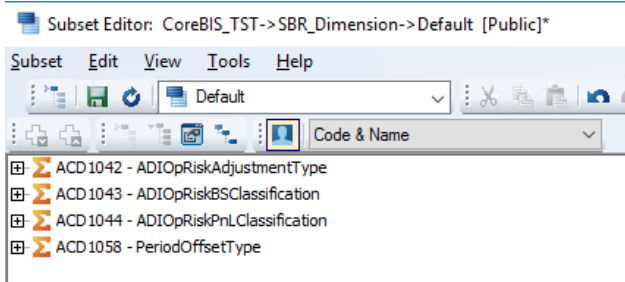 Subset Editor: CoreBIS_TST->SBR_Dimension->Default [Public]*
Subset Edit View Tools Help
Default
Code & Name
ACD1042 - ADIOpRiskAdjustmentType
ACD1043 - ADIOpRiskBSClassification
ACD1044 - ADIOpRiskPnLClassification
ACD1058 - PeriodOffsetType